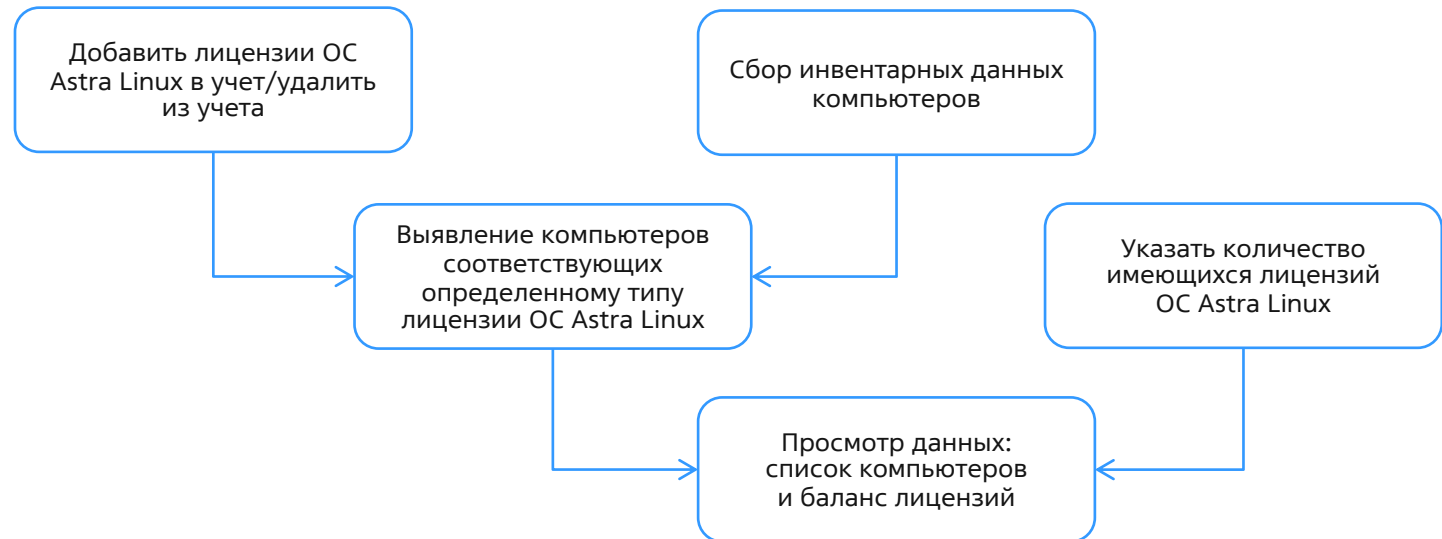 Добавить лицензии ОС
Astra Linux в учет/удалить
из учета
Сбор инвентарных данных
компьютеров
Выявление компьютеров
соответствующих
определенному типу
лицензии ОС Astra Linux
Указать количество
имеющихся лицензий
ОС Astra Linux
Просмотр данных:
список компьютеров
и баланс лицензий